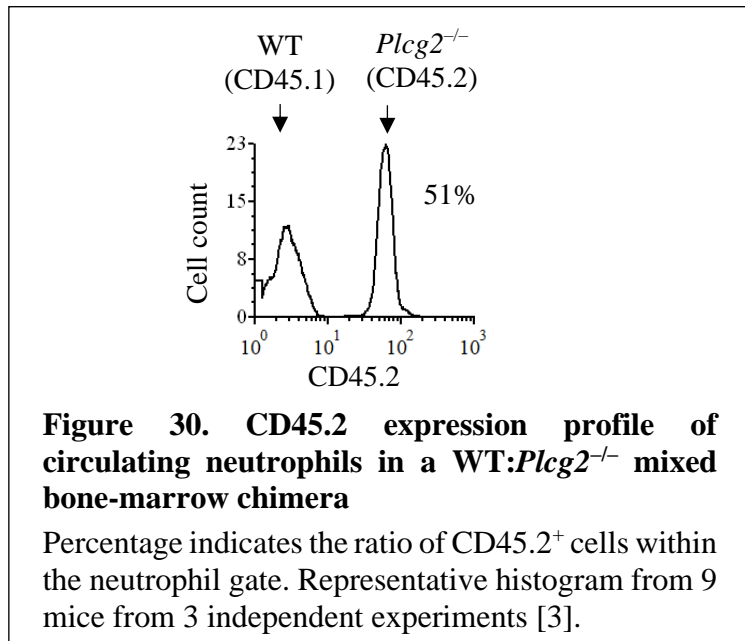 WT Plcg2–/–
(CD45.1) (CD45.2)
23
15
8
0
Cell count
51%
10⁰ 10¹ 10² 10³
CD45.2
Figure 30. CD45.2 expression profile of
circulating neutrophils in a WT:Plcg2–/– mixed
bone-marrow chimera
Percentage indicates the ratio of CD45.2⁺ cells within
the neutrophil gate. Representative histogram from 9
mice from 3 independent experiments [3].